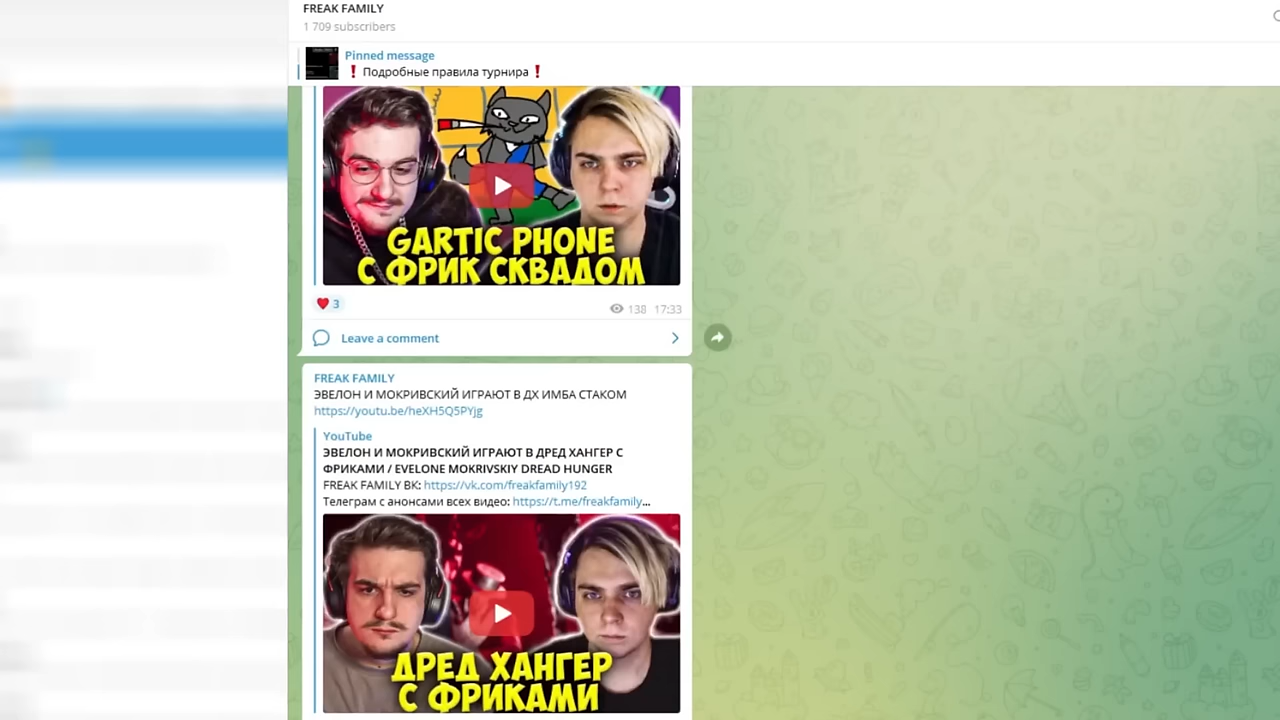 FREAK FAMILY
1 709 subscribers
Pinned message
❗ Подробные правила турнира ❗
GARTIC PHONE
С ФРИК СКВАДОМ
3
138 17:33
Leave a comment
FREAK FAMILY
ЭВЕЛОН И МОКРИВСКИЙ ИГРАЮТ В ДХ ИМБА СТАКОМ
https://youtu.be/heXH5Q5PYjg
YouTube
ЭВЕЛОН И МОКРИВСКИЙ ИГРАЮТ В ДРЕД ХАНГЕР С
ФРИКАМИ / EVELONE MOKRIVSKIY DREAD HUNGER
FREAK FAMILY ВК: https://vk.com/freakfamily192
Телеграм с анонсами всех видео: https://t.me/freakfamily...
ДРЕД ХАНГЕР
С ФРИКАМИ